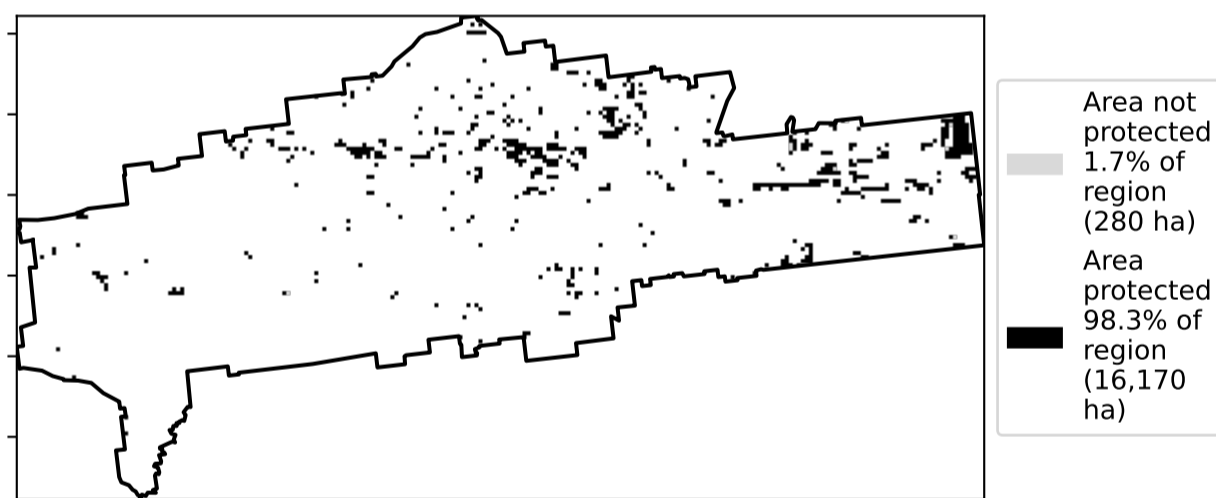 Area not
protected
1.7% of
region
(280 ha)
Area
protected
98.3% of
region
(16,170
ha)